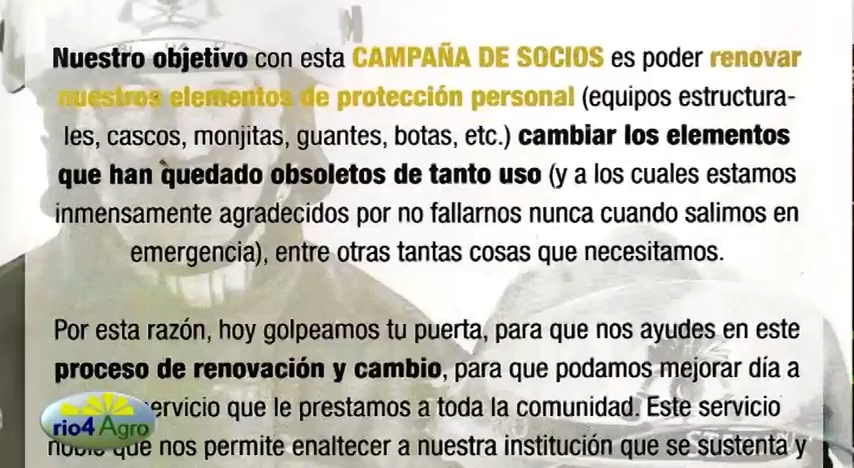 Nuestro objetivo con esta CAMPAÑA DE SOCIOS es poder renovar
nuestros elementos de protección personal (equipos estructura-
les, cascos, monjitas, guantes, botas, etc.) cambiar los elementos
que han quedado obsoletos de tanto uso (y a los cuales estamos
inmensamente agradecidos por no fallarnos nunca cuando salimos en
emergencia), entre otras tantas cosas que necesitamos.
Por esta razón, hoy golpeamos tu puerta, para que nos ayudes en este
proceso de renovación y cambio, para que podamos mejorar día a
ervicio que le prestamos a toda la comunidad. Este servicio
noble que nos permite enaltecer a nuestra institución que se sustenta y
rio4 Agro